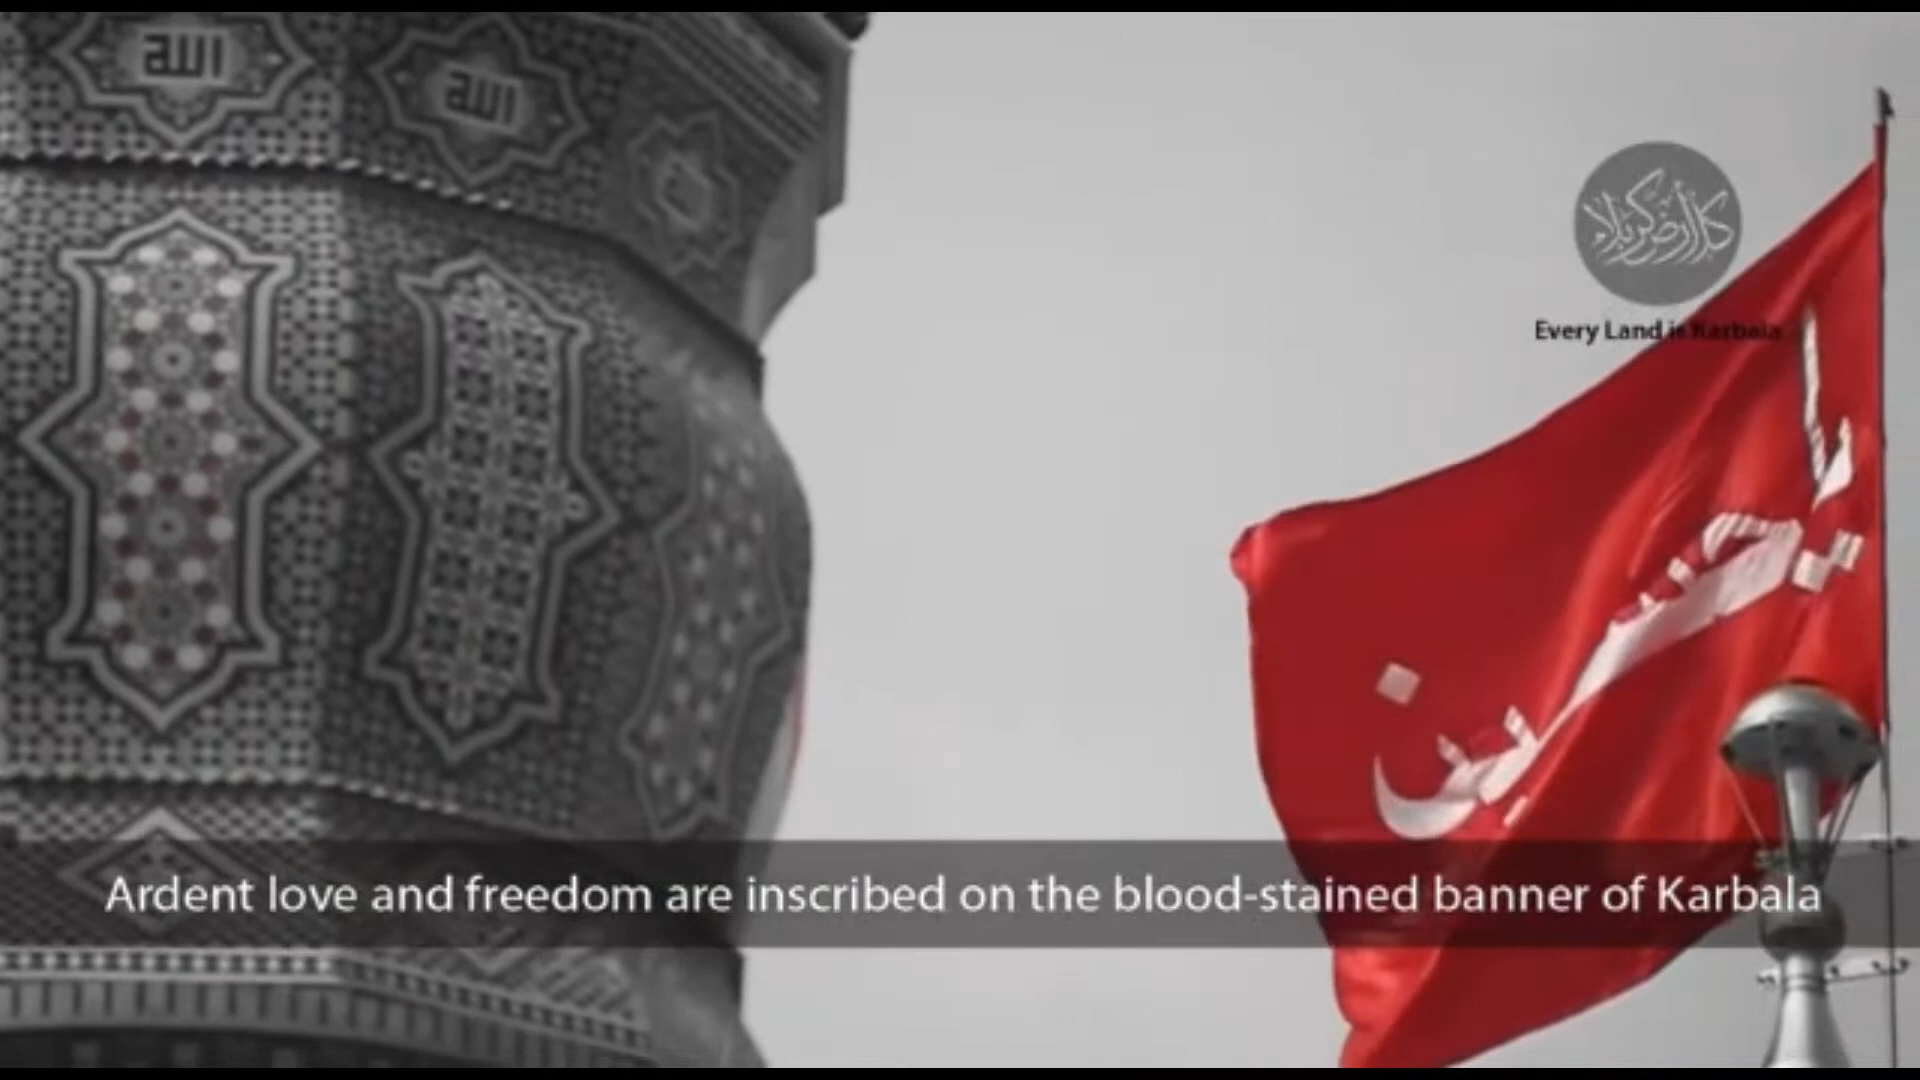 الله
الله
كل أرض كربلاء
Every Land is Karbala
يا حسين
Ardent love and freedom are inscribed on the blood-stained banner of Karbala